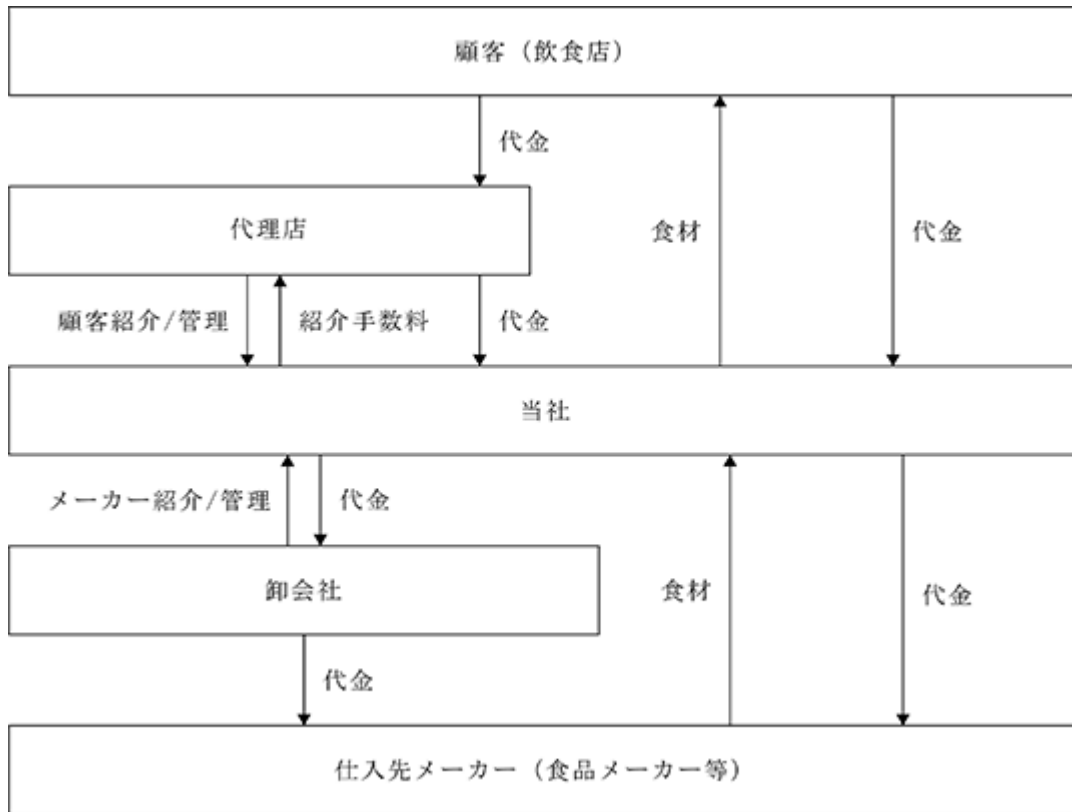 顧客（飲食店）
代金
代理店
食材
代金
顧客紹介/管理
紹介手数料
代金
当社
メーカー紹介/管理
代金
卸会社
食材
代金
代金
仕入先メーカー（食品メーカー等）